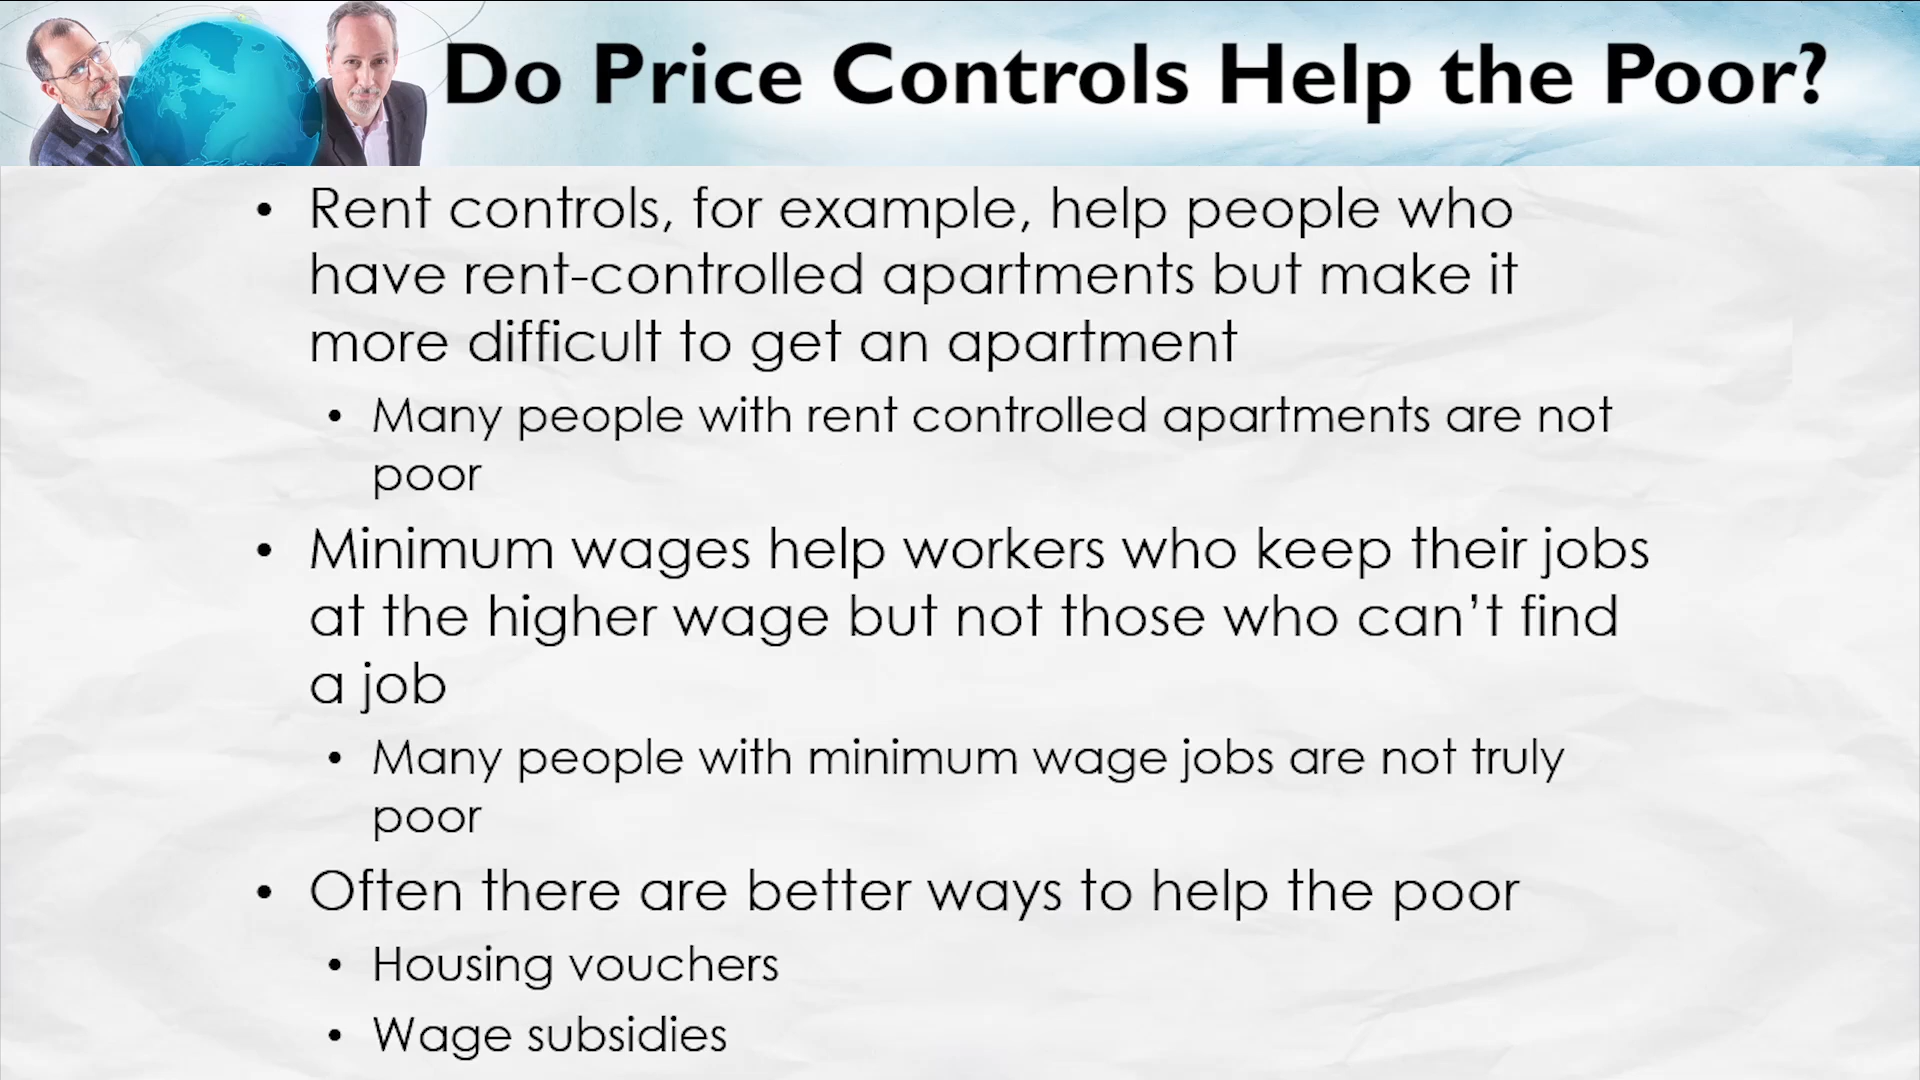 Do Price Controls Help the Poor?
• Rent controls, for example, help people who
have rent-controlled apartments but make it
more difficult to get an apartment
• Many people with rent controlled apartments are not
poor
• Minimum wages help workers who keep their jobs
at the higher wage but not those who can’t find
a job
• Many people with minimum wage jobs are not truly
poor
• Often there are better ways to help the poor
• Housing vouchers
• Wage subsidies